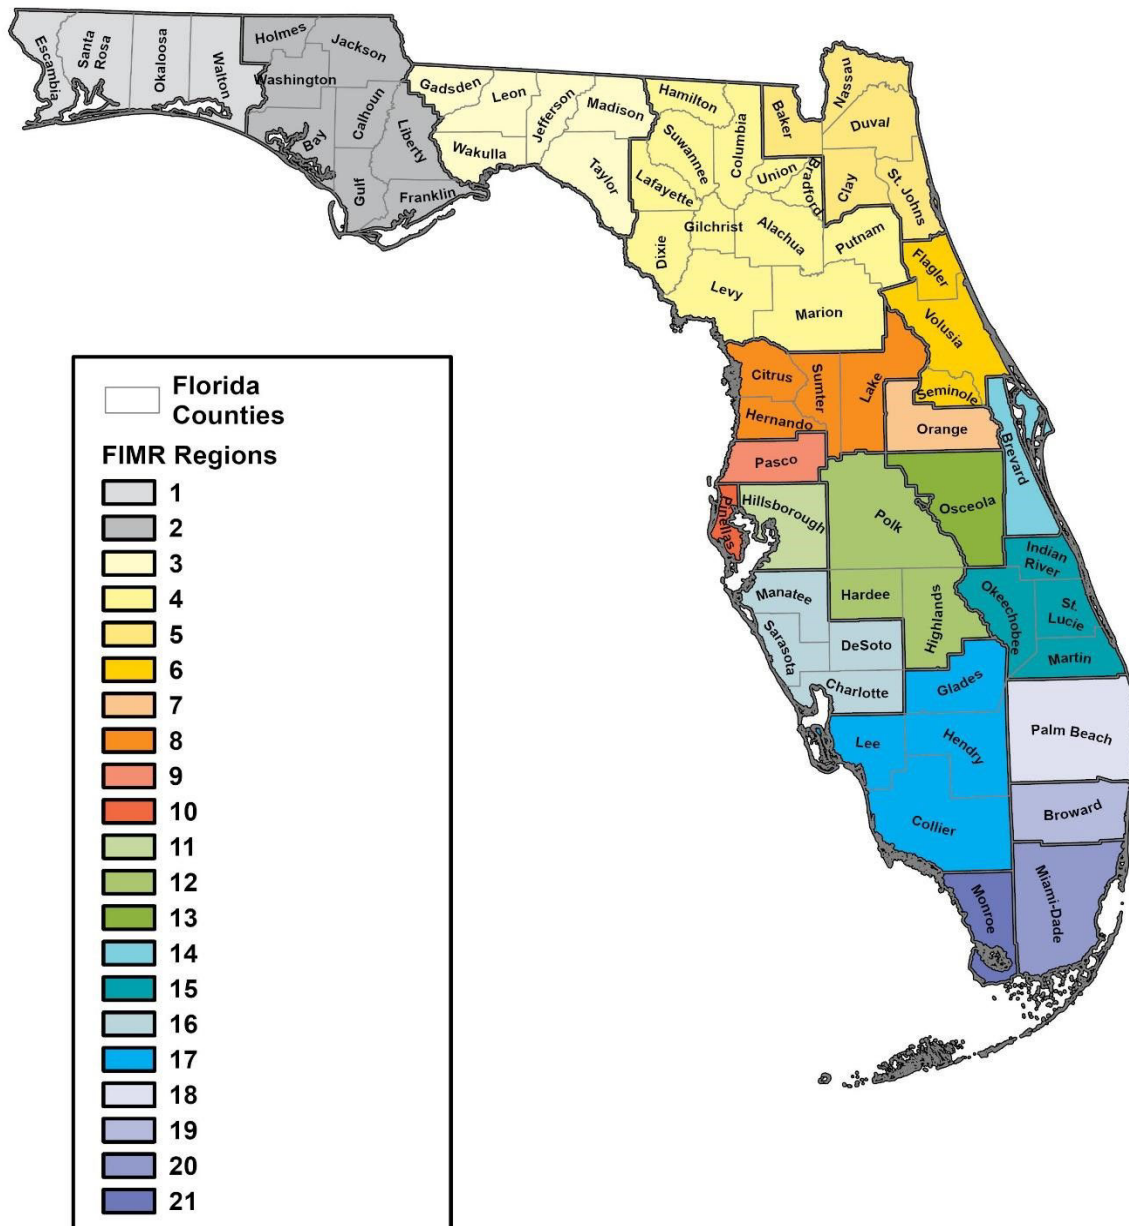 Escambia
Santa
Rosa
Okaloosa
Walton
Holmes
Jackson
Washington
Bay
Calhoun
Liberty
Gulf
Franklin
Gadsden
Leon
Jefferson
Madison
Wakulla
Taylor
Hamilton
Suwannee
Columbia
Lafayette
Baker
Nassau
Duval
Union
Bradford
Clay
St. Johns
Gilchrist
Alachua
Putnam
Dixie
Levy
Marion
Flagler
Volusia
Seminole
Citrus
Sumter
Lake
Hernando
Orange
Brevard
Pasco
Pinellas
Hillsborough
Polk
Osceola
Indian
River
Manatee
Hardee
Highlands
Okeechobee
St.
Lucie
Sarasota
DeSoto
Martin
Charlotte
Glades
Lee
Hendry
Palm Beach
Collier
Broward
Monroe
Miami-Dade
Florida
Counties
FIMR Regions
1
2
3
4
5
6
7
8
9
10
11
12
13
14
15
16
17
18
19
20
21